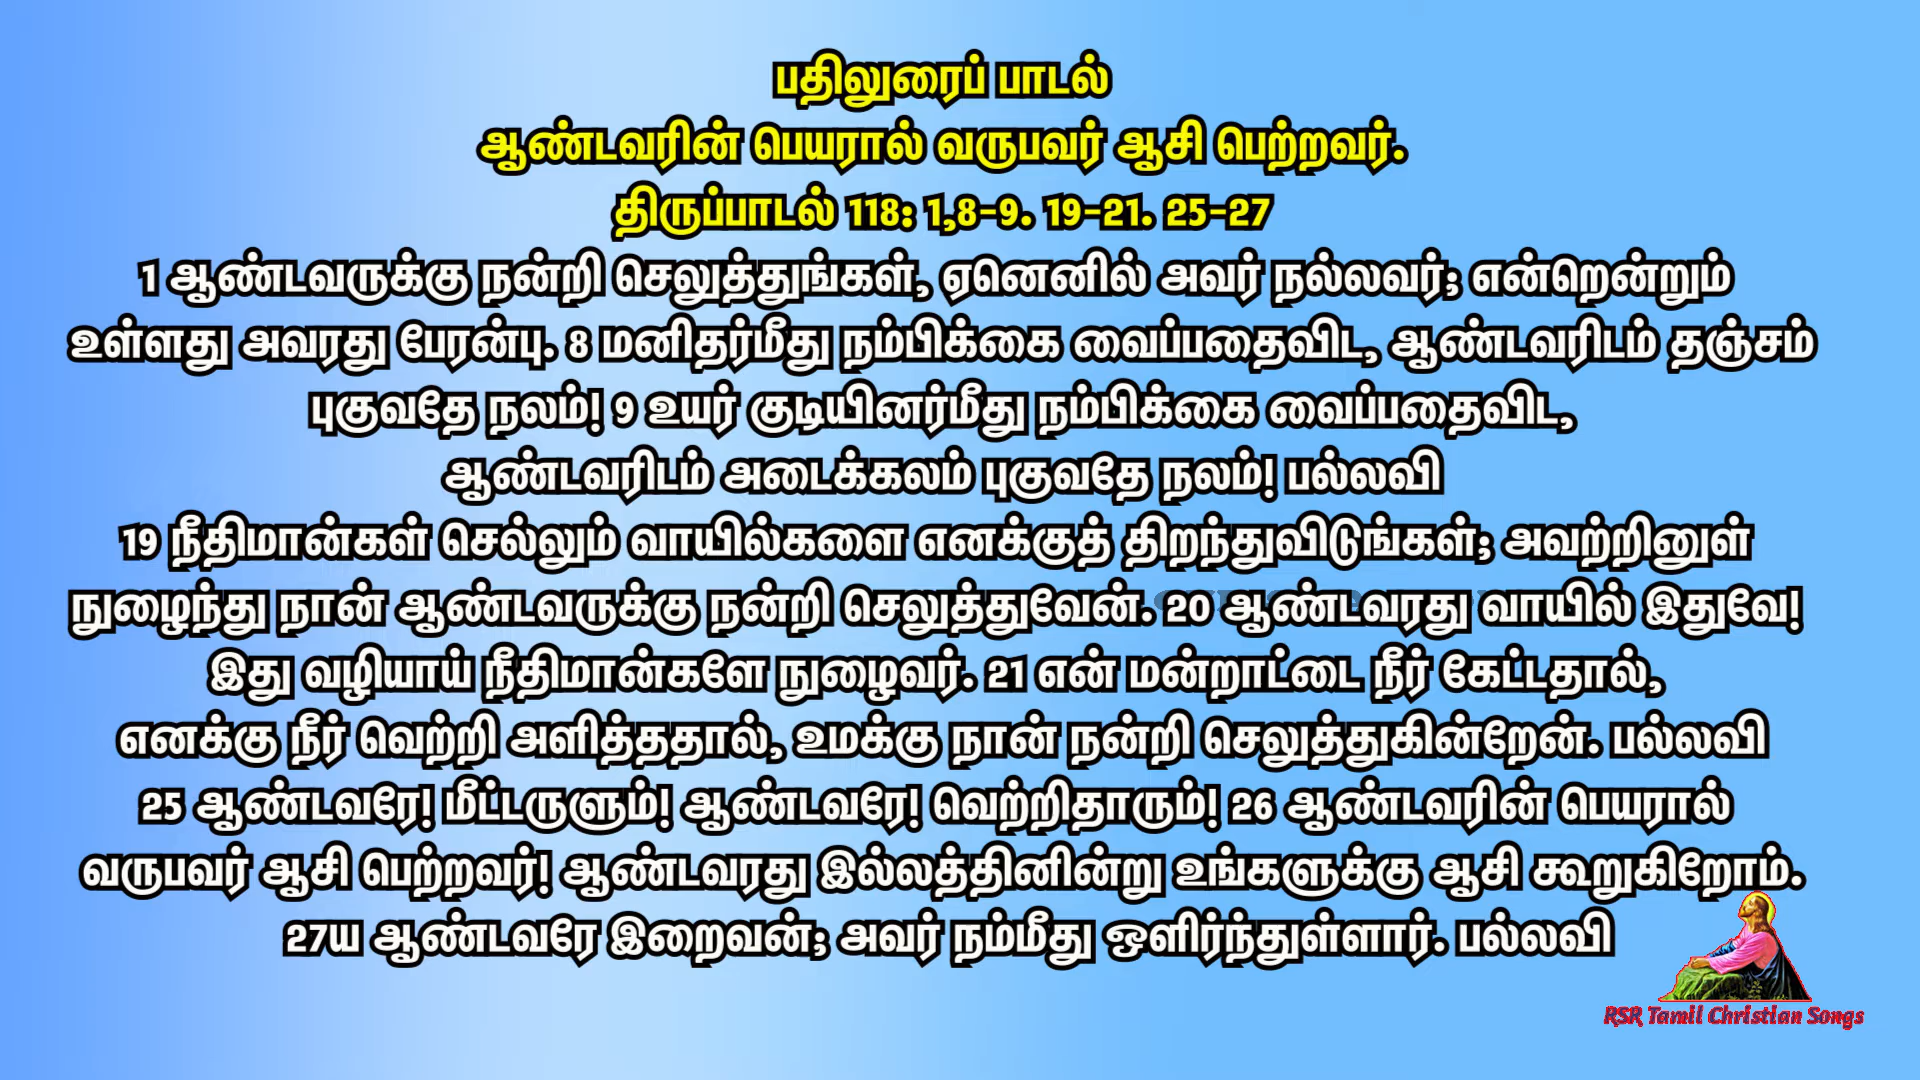 பதிலுரைப் பாடல்
ஆண்டவரின் பெயரால் வருபவர் ஆசி பெற்றவர்.
திருப்பாடல் 118: 1,8-9. 19-21. 25-27
1 ஆண்டவருக்கு நன்றி செலுத்துங்கள், ஏனெனில் அவர் நல்லவர்; என்றென்றும்
உள்ளது அவரது பேரன்பு. 8 மனிதர்மீது நம்பிக்கை வைப்பதைவிட, ஆண்டவரிடம் தஞ்சம்
புகுவதே நலம்! 9 உயர் குடியினர்மீது நம்பிக்கை வைப்பதைவிட,
ஆண்டவரிடம் அடைக்கலம் புகுவதே நலம்! பல்லவி
19 நீதிமான்கள் செல்லும் வாயில்களை எனக்குத் திறந்துவிடுங்கள்; அவற்றினுள்
நுழைந்து நான் ஆண்டவருக்கு நன்றி செலுத்துவேன். 20 ஆண்டவரது வாயில் இதுவே!
இது வழியாய் நீதிமான்களே நுழைவர். 21 என் மன்றாட்டை நீர் கேட்டதால்,
எனக்கு நீர் வெற்றி அளித்ததால், உமக்கு நான் நன்றி செலுத்துகின்றேன். பல்லவி
25 ஆண்டவரே! மீட்டருளும்! ஆண்டவரே! வெற்றிதாரும்! 26 ஆண்டவரின் பெயரால்
வருபவர் ஆசி பெற்றவர்! ஆண்டவரது இல்லத்தினின்று உங்களுக்கு ஆசி கூறுகிறோம்.
27ய ஆண்டவரே இறைவன்; அவர் நம்மீது ஒளிர்ந்துள்ளார். பல்லவி
RSR Tamil Christian Songs